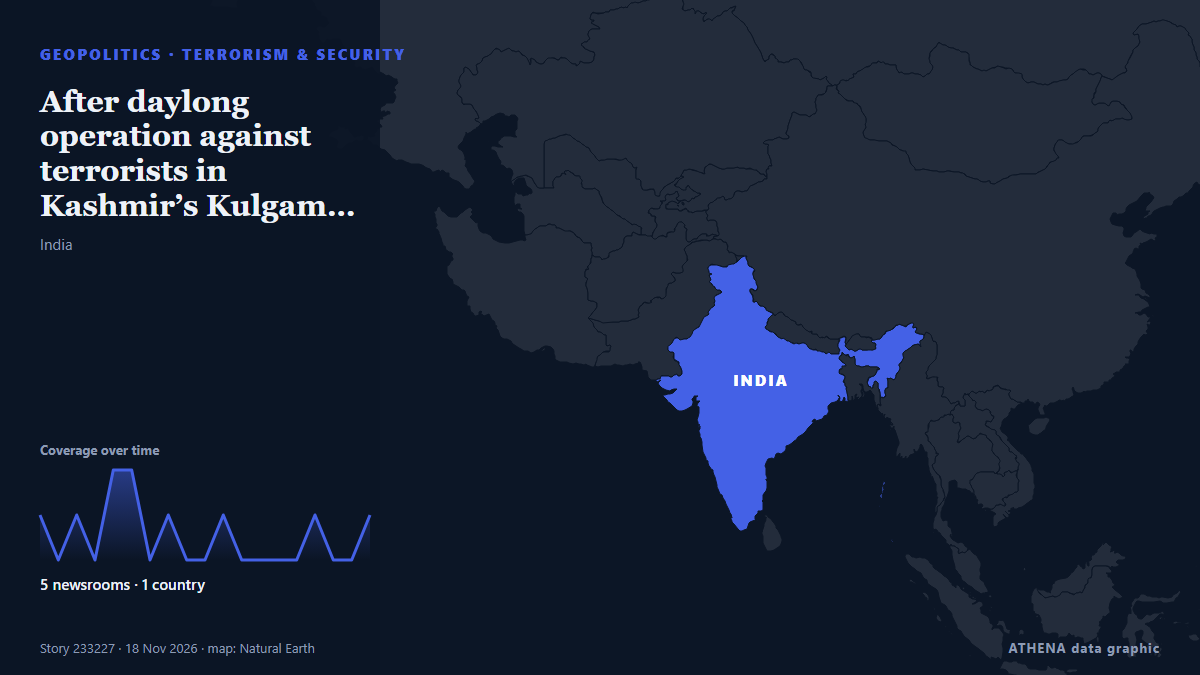 GEOPOLITICS · TERRORISM & SECURITY
After daylong
operation against
terrorists in
Kashmir’s Kulgam…
India
INDIA
Coverage over time
5 newsrooms · 1 country
Story 233227 · 18 Nov 2026 · map: Natural Earth
ATHENA data graphic